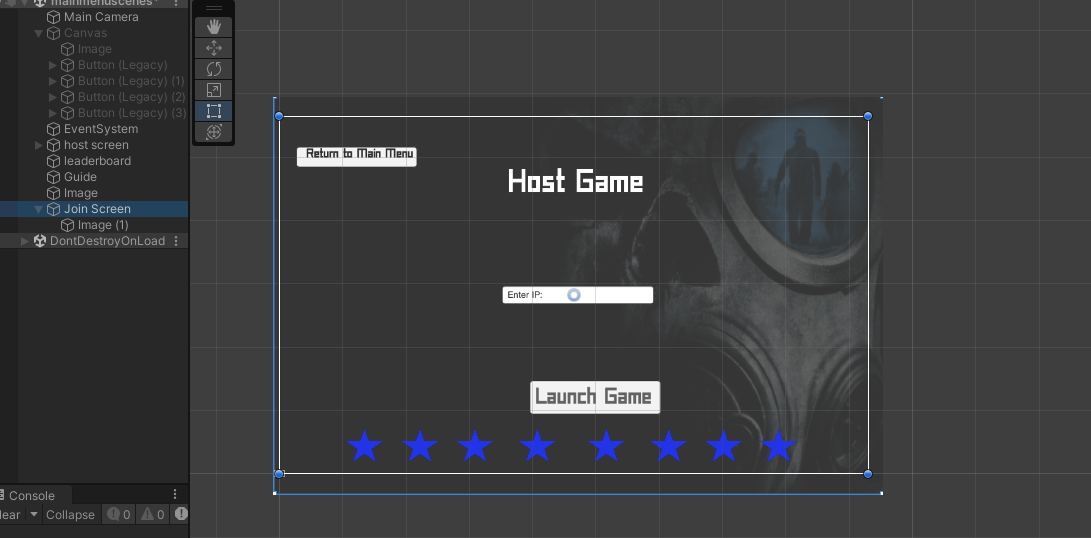 mainmenuscenes*
Main Camera
Canvas
Image
Button (Legacy)
Button (Legacy) (1)
Button (Legacy) (2)
Button (Legacy) (3)
EventSystem
host screen
leaderboard
Guide
Image
Join Screen
Image (1)
DontDestroyOnLoad
Return to Main Menu
Host Game
Enter IP:
Launch Game
Console
lear
Collapse
0
0